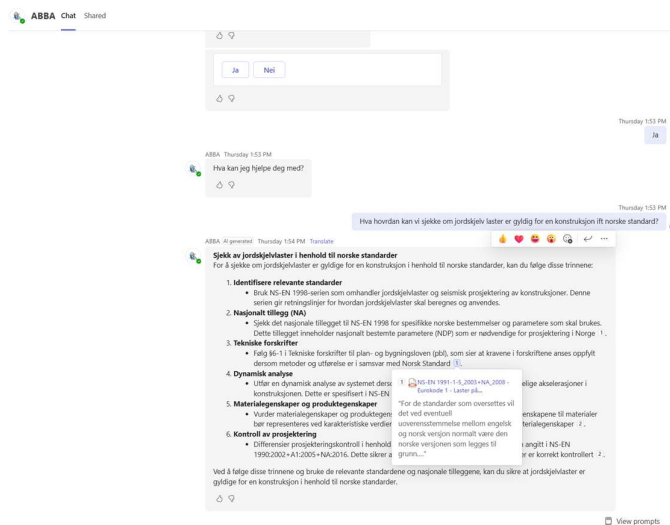 ABBA Chat Shared
Ja Nei
Thursday 1:53 PM
Ja
ABBA Thursday 1:53 PM
Hva kan jeg hjelpe deg med?
Thursday 1:53 PM
Hva hovrdan kan vi sjekke om jordskjelv laster er gyldig for en konstruksjon ift norske standard?
ABBA AI generated Thursday 1:54 PM Translate
Sjekk av jordskjelvlaster i henhold til norske standarder
For å sjekke om jordskjelvlaster er gyldige for en konstruksjon i henhold til norske standarder, kan du følge disse trinnene:
1. Identifisere relevante standarder
• Bruk NS-EN 1998-serien som omhandler jordskjelvlaster og seismisk prosjektering av konstruksjoner. Denne
serien gir retningslinjer for hvordan jordskjelvlaster skal beregnes og anvendes.
2. Nasjonalt tillegg (NA)
• Sjekk det nasjonale tillegget til NS-EN 1998 for spesifikke norske bestemmelser og parametere som skal brukes.
Dette tillegget inneholder nasjonalt bestemte parametere (NDP) som er nødvendige for prosjektering i Norge 1 .
3. Tekniske forskrifter
• Følg §6-1 i Tekniske forskrifter til plan- og bygningsloven (pbl), som sier at kravene i forskriftene anses oppfylt
dersom metoder og utførelse er i samsvar med Norsk Standard 1 .
4. Dynamisk analyse
• Utfør en dynamisk analyse av systemet derso elige akselerasjoner i
konstruksjonen. Dette er spesifisert i NS-EN
5. Materialegenskaper og produktegenskaper
• Vurder materialegenskaper og produktegens skapene til materialer
bør representeres ved karakteristiske verdier terialegenskaper 2 .
6. Kontroll av prosjektering
• Differensier prosjekteringskontroll i henhold n angitt i NS-EN
1990:2002+A1:2005+NA:2016. Dette sikrer a er er korrekt kontrollert 2 .
1 NS-EN 1991-1-5_2003+NA_2008 -
Eurokode 1 - Laster på...
"For de standarder som oversettes vil
det ved eventuell
uoverensstemmelse mellom engelsk
og norsk versjon normalt være den
norske versjonen som legges til
grunn...."
Ved å følge disse trinnene og bruke de relevante standardene og nasjonale tilleggene, kan du sikre at jordskjelvlaster er
gyldige for en konstruksjon i henhold til norske standarder.
View prompts